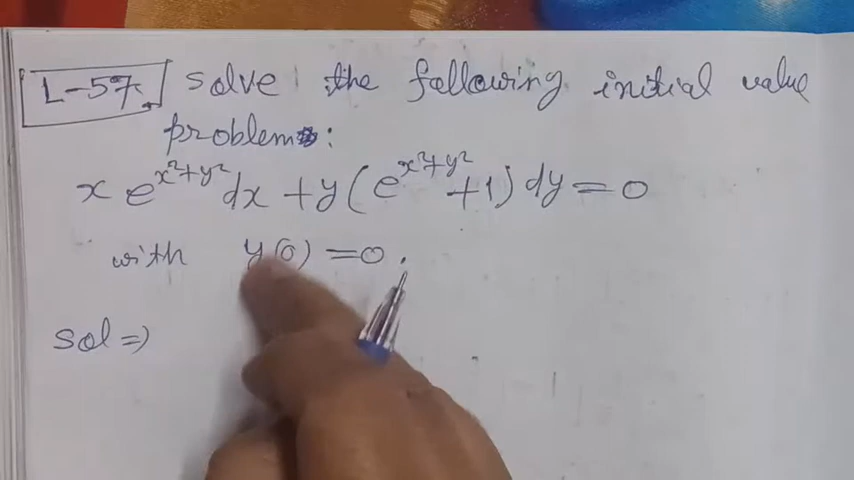 L-57. solve the following initial value
problem:
x e^{x²+y²} dx + y(e^{x²+y²} + 1) dy = 0
with y(0) = 0.
sol =)